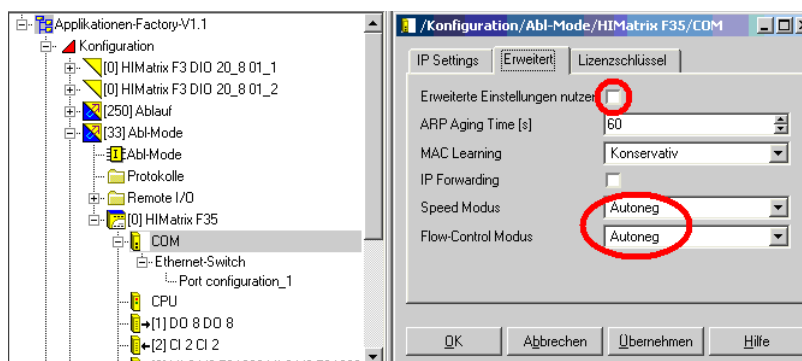 Applikationen-Factory-V1.1
Konfiguration
[0] HIMatrix F3 DIO 20_8 01_1
[0] HIMatrix F3 DIO 20_8 01_2
[250] Ablauf
[33] Abl-Mode
Abl-Mode
Protokolle
Remote I/O
[0] HIMatrix F35
COM
Ethernet-Switch
Port configuration_1
CPU
[1] DO 8 DO 8
[2] CI 2 CI 2
/Konfiguration/Abl-Mode/HIMatrix F35/COM
IP Settings Erweitert Lizenzschlüssel
Erweiterte Einstellungen nutzen
ARP Aging Time [s] 60
MAC Learning Konservativ
IP Forwarding
Speed Modus Autoneg
Flow-Control Modus Autoneg
OK Abbrechen Übernehmen Hilfe